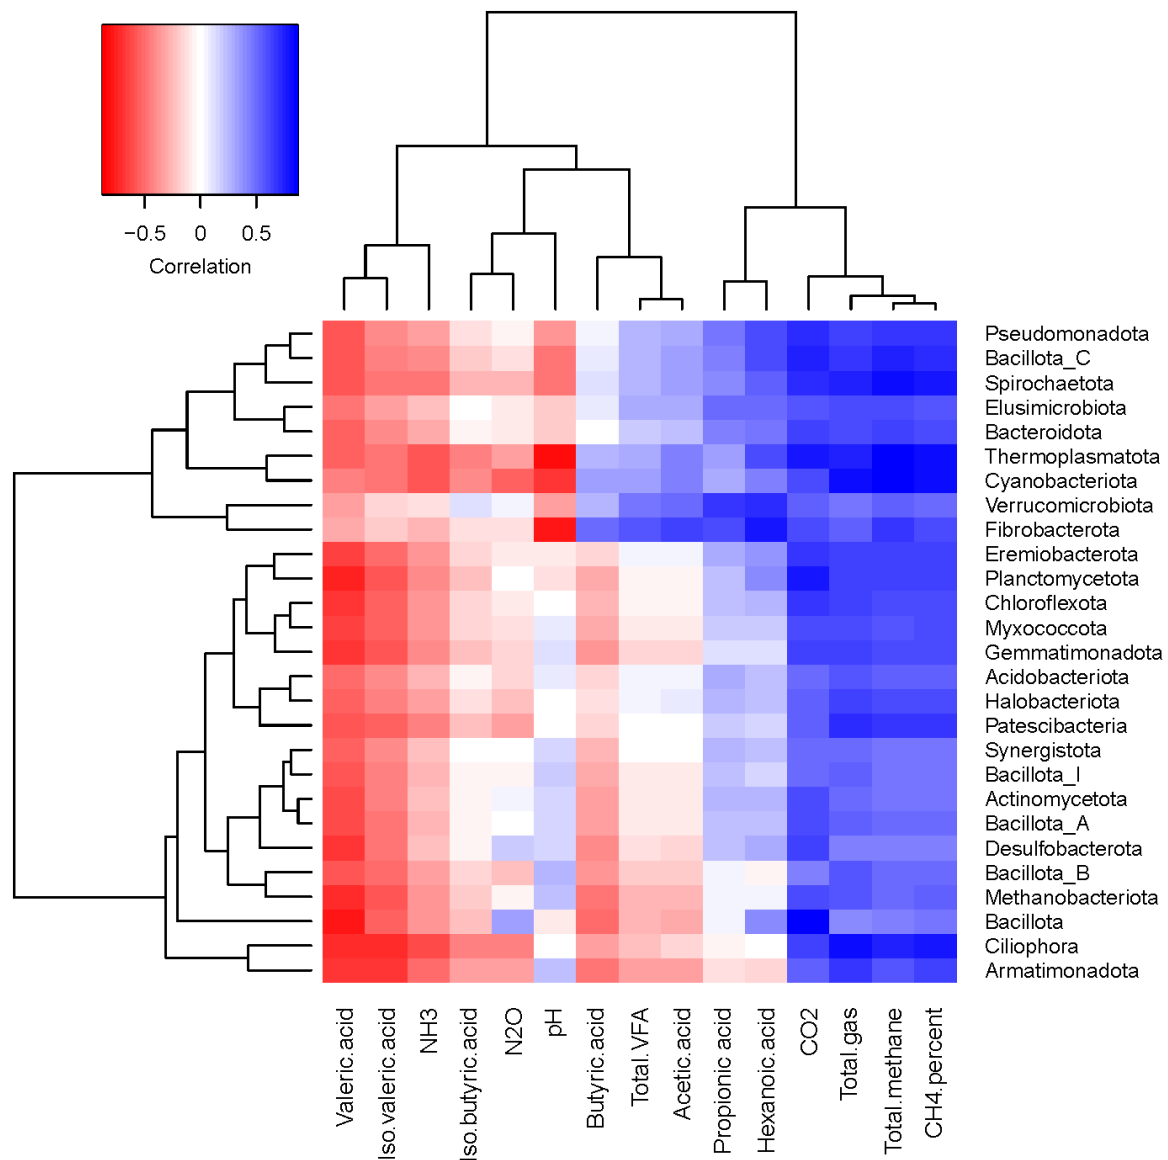 −0.5 0 0.5
Correlation
Pseudomonadota
Bacillota_C
Spirochaetota
Elusimicrobiota
Bacteroidota
Thermoplasmatota
Cyanobacteriota
Verrucomicrobiota
Fibrobacterota
Eremiobacterota
Planctomycetota
Chloroflexota
Myxococcota
Gemmatimonadota
Acidobacteriota
Halobacteriota
Patescibacteria
Synergistota
Bacillota_I
Actinomycetota
Bacillota_A
Desulfobacterota
Bacillota_B
Methanobacteriota
Bacillota
Ciliophora
Armatimonadota
Valeric.acid
Iso.valeric.acid
NH3
Iso.butyric.acid
N2O
pH
Butyric.acid
Total.VFA
Acetic.acid
Propionic acid
Hexanoic.acid
CO2
Total.gas
Total.methane
CH4.percent